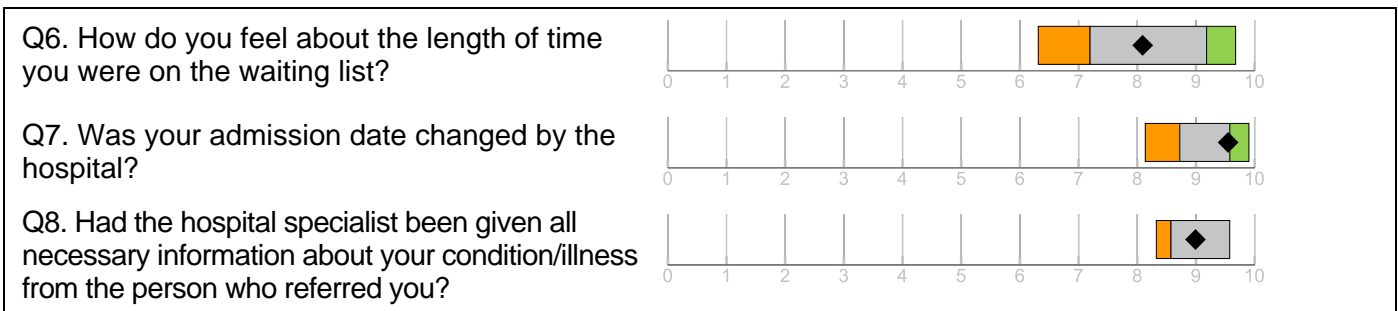 Q6. How do you feel about the length of time
you were on the waiting list?
0 1 2 3 4 5 6 7 8 9 10
Q7. Was your admission date changed by the
hospital?
0 1 2 3 4 5 6 7 8 9 10
Q8. Had the hospital specialist been given all
necessary information about your condition/illness
from the person who referred you?
0 1 2 3 4 5 6 7 8 9 10